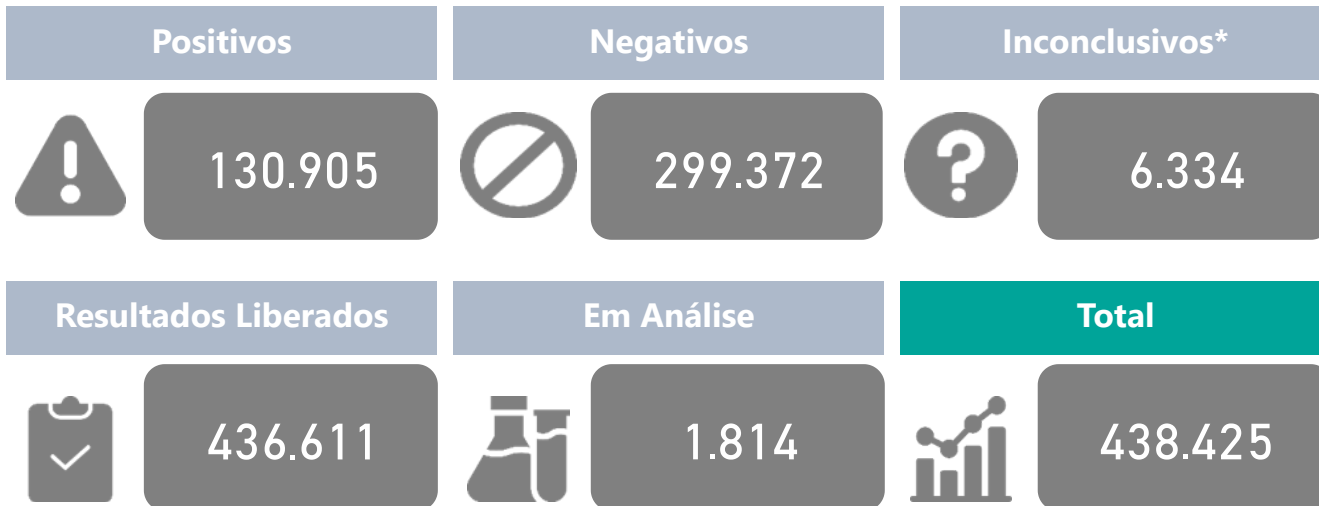 Positivos
Negativos
Inconclusivos*
130.905
299.372
6.334
Resultados Liberados
Em Análise
Total
436.611
1.814
438.425